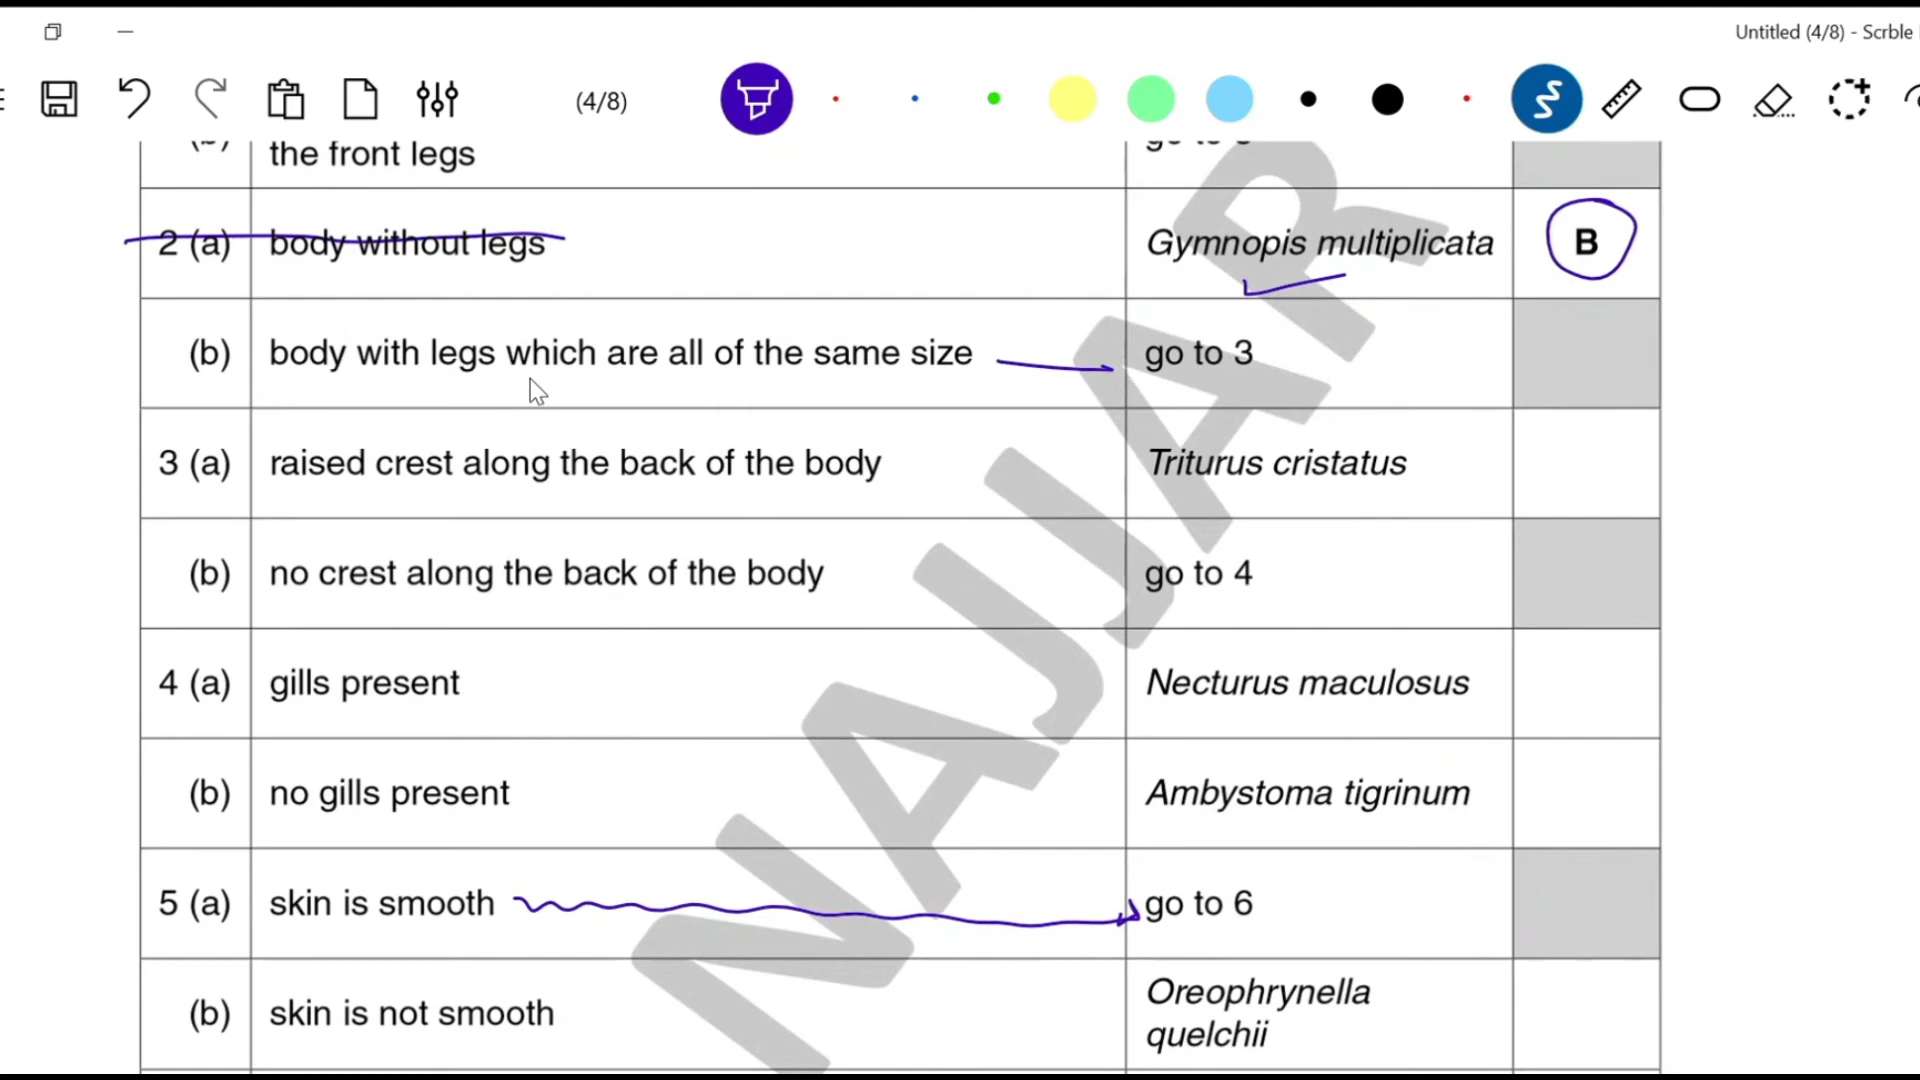 Untitled (4/8) - Scrble
(4/8)
the front legs
2 (a) body without legs Gymnopis multiplicata B
(b) body with legs which are all of the same size go to 3
3 (a) raised crest along the back of the body Triturus cristatus
(b) no crest along the back of the body go to 4
4 (a) gills present Necturus maculosus
(b) no gills present Ambystoma tigrinum
5 (a) skin is smooth go to 6
(b) skin is not smooth Oreophrynella
quelchii
NAJJAR